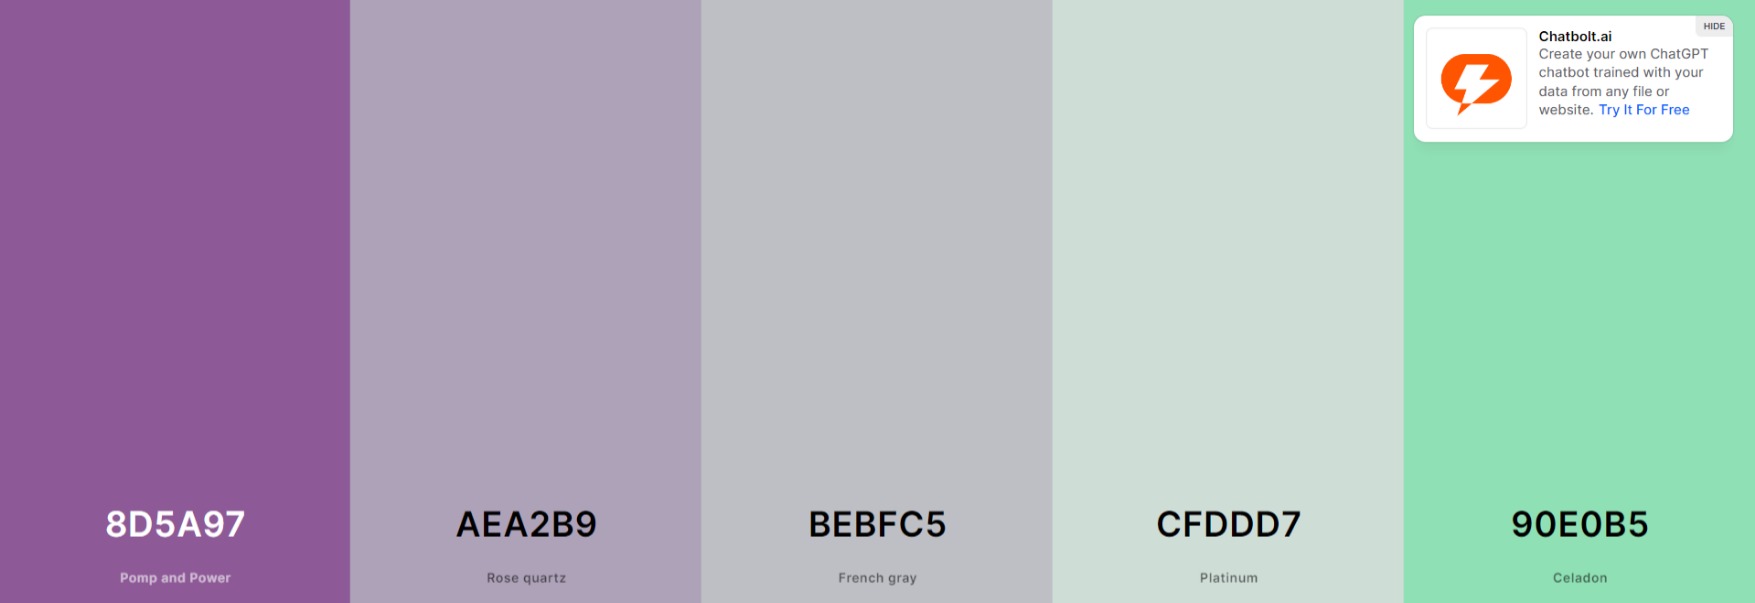 HIDE
Chatbolt.ai
Create your own ChatGPT
chatbot trained with your
data from any file or
website. Try It For Free
8D5A97
AEA2B9
BEBFC5
CFDDD7
90E0B5
Pomp and Power
Rose quartz
French gray
Platinum
Celadon